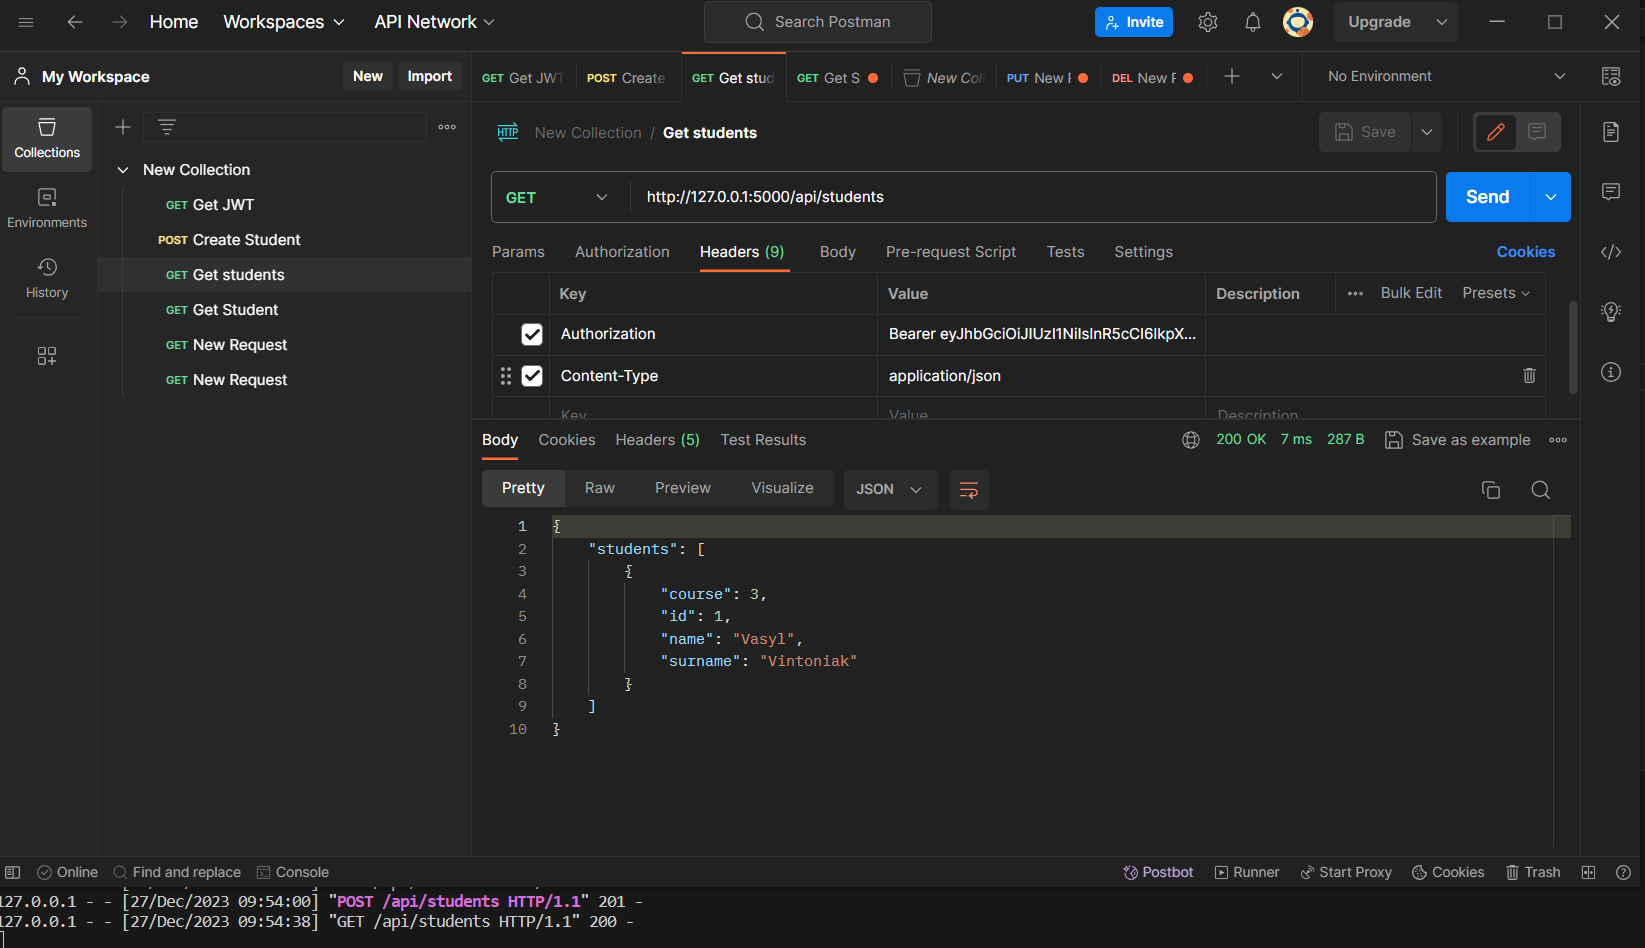 Home Workspaces API Network Search Postman Invite Upgrade
My Workspace New Import
GET Get JWT POST Create GET Get stud GET Get S New Col PUT New DEL New No Environment
Collections
Environments
History
New Collection
GET Get JWT
POST Create Student
GET Get students
GET Get Student
GET New Request
GET New Request
HTTP New Collection / Get students Save
GET http://127.0.0.1:5000/api/students Send
Params Authorization Headers (9) Body Pre-request Script Tests Settings Cookies
Key Value Description Bulk Edit Presets
Authorization Bearer eyJhbGciOiJIUzI1NiIsInR5cCI6IkpX...
Content-Type application/json
Key Value Description
Body Cookies Headers (5) Test Results 200 OK 7 ms 287 B Save as example
Pretty Raw Preview Visualize JSON
1 {
2 "students": [
3 {
4 "course": 3,
5 "id": 1,
6 "name": "Vasyl",
7 "surname": "Vintoniak"
8 }
9 ]
10 }
Online Find and replace Console Postbot Runner Start Proxy Cookies Trash
127.0.0.1 - - [27/Dec/2023 09:54:00] "POST /api/students HTTP/1.1" 201 -
127.0.0.1 - - [27/Dec/2023 09:54:38] "GET /api/students HTTP/1.1" 200 -